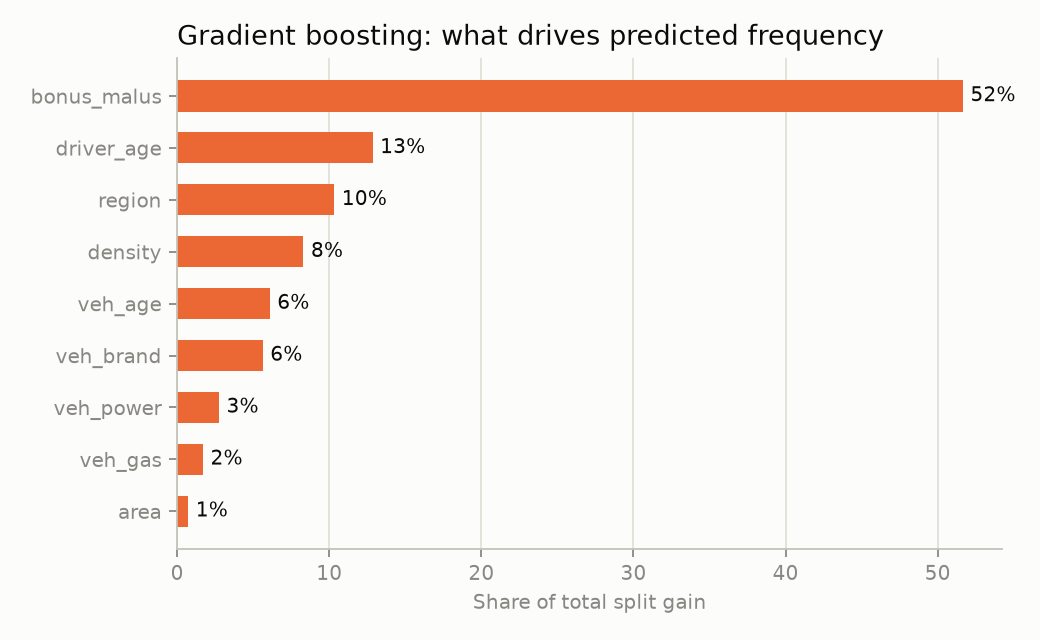 Gradient boosting: what drives predicted frequency
bonus_malus 52%
driver_age 13%
region 10%
density 8%
veh_age 6%
veh_brand 6%
veh_power 3%
veh_gas 2%
area 1%
0 10 20 30 40 50
Share of total split gain